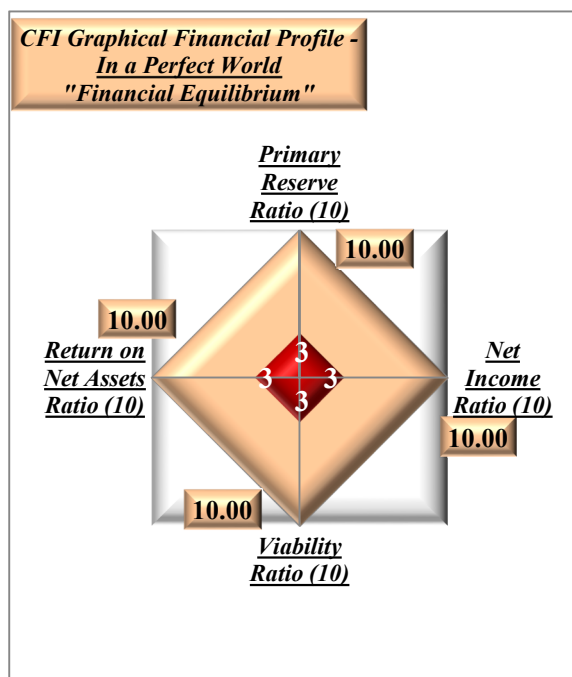 CFI Graphical Financial Profile -
In a Perfect World
"Financial Equilibrium"
Primary
Reserve
Ratio (10)
10.00
10.00
Return on
Net Assets
Ratio (10)
3
3
3
3
Net
Income
Ratio (10)
10.00
10.00
Viability
Ratio (10)